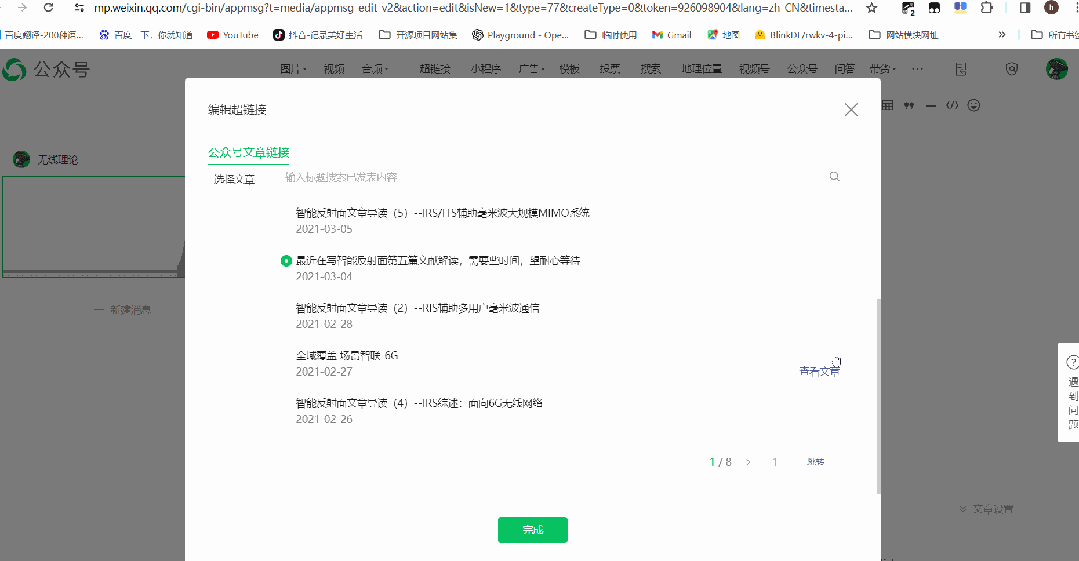 mp.weixin.qq.com/cgi-bin/appmsg?t=media/appmsg_edit_v2&action=edit&isNew=1&type=77&createType=0&token=926098904&lang=zh_CN&timesta...
百度翻译-200种语... 百度一下，你就知道 YouTube 抖音-记录美好生活 开源项目网站集 Playground - Ope... 临时使用 Gmail 地图 BlinkDL/rwkv-4-pi... 网站模块网址 » 所有书签
公众号 图片 视频 音频 超链接 小程序 广告 模板 投票 搜索 地理位置 视频号 公众号 问答 带货 ...
编辑超链接
无线理论
公众号文章链接
选择文章 输入标题搜索已发表内容
智能反射面文章导读（5）--IRS/ITS辅助毫米波大规模MIMO系统
2021-03-05
最近在写智能反射面第五篇文献解读，需要些时间，望耐心等待
2021-03-04
智能反射面文章导读（2）--RIS辅助多用户毫米波通信
2021-02-28
新建消息
全域覆盖 场景智联-6G
2021-02-27
查看文章
智能反射面文章导读（4）--IRS综述：面向6G无线网络
2021-02-26
1 / 8 > 1 跳转
完成
文章设置
遇
到
问
题